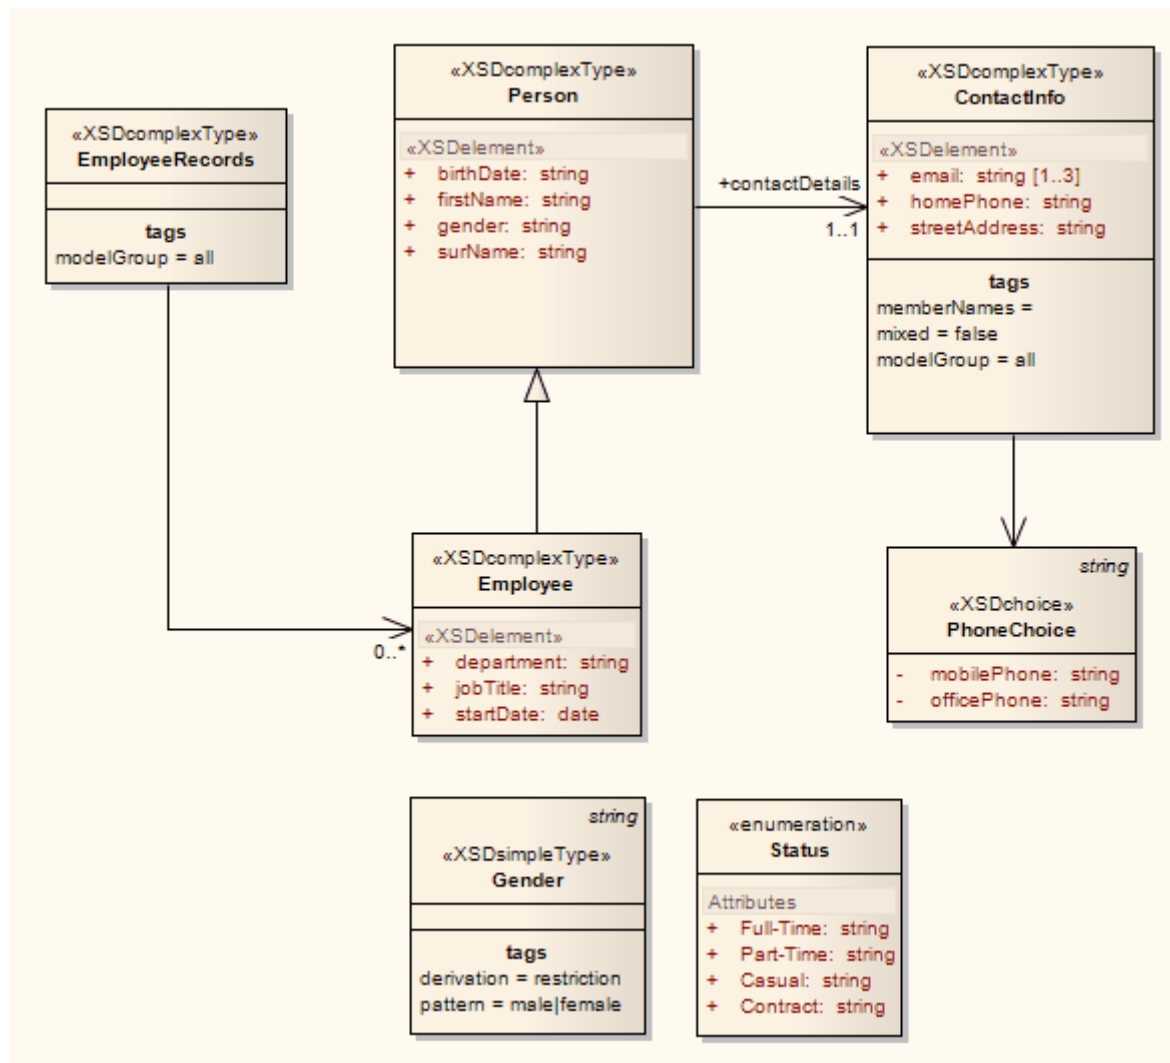 «XSDcomplexType»
EmployeeRecords
tags
modelGroup = all
«XSDcomplexType»
Person
«XSDelement»
+ birthDate: string
+ firstName: string
+ gender: string
+ surName: string
+contactDetails
1..1
«XSDcomplexType»
ContactInfo
«XSDelement»
+ email: string [1..3]
+ homePhone: string
+ streetAddress: string
tags
memberNames =
mixed = false
modelGroup = all
0..*
«XSDcomplexType»
Employee
«XSDelement»
+ department: string
+ jobTitle: string
+ startDate: date
string
«XSDchoice»
PhoneChoice
- mobilePhone: string
- officePhone: string
string
«XSDsimpleType»
Gender
tags
derivation = restriction
pattern = male|female
«enumeration»
Status
Attributes
+ Full-Time: string
+ Part-Time: string
+ Casual: string
+ Contract: string